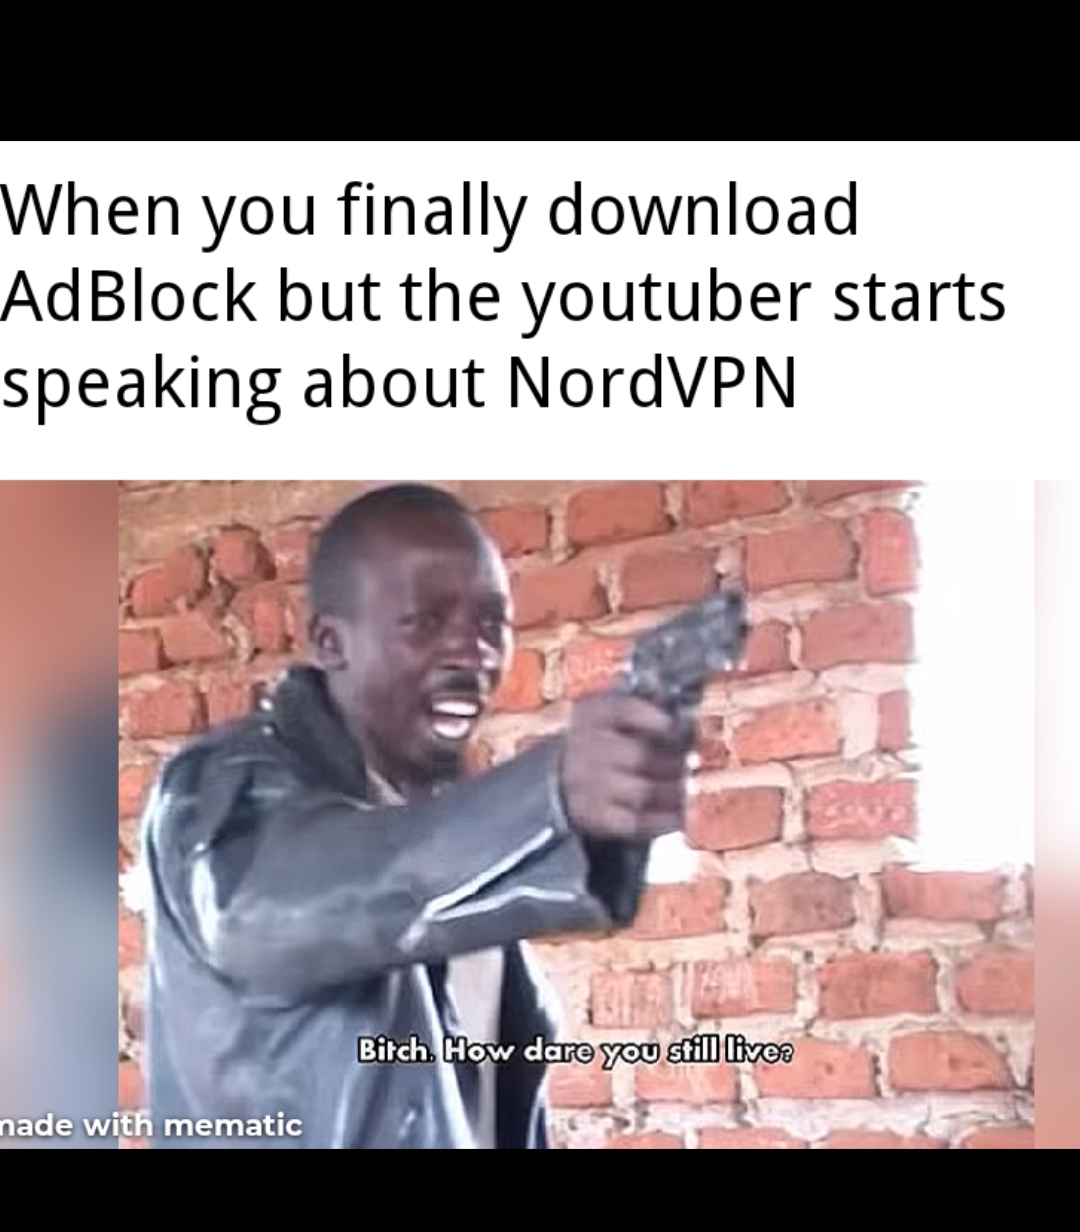 When you finally download
AdBlock but the youtuber starts
speaking about NordVPN
Bitch. How dare you still live?
made with mematic